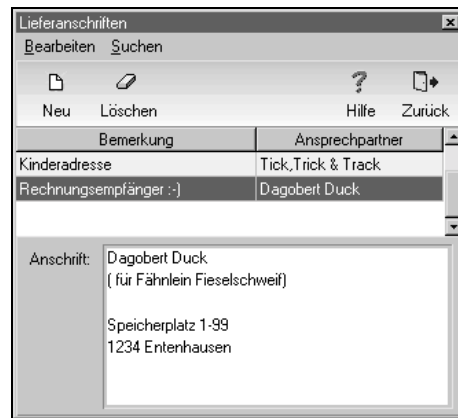 Lieferanschriften
Bearbeiten Suchen
Neu Löschen Hilfe Zurück
Bemerkung Ansprechpartner
Kinderadresse Tick,Trick & Track
Rechnungsempfänger :-) Dagobert Duck
Anschrift: Dagobert Duck
( für Fähnlein Fieselschweif)
Speicherplatz 1-99
1234 Entenhausen